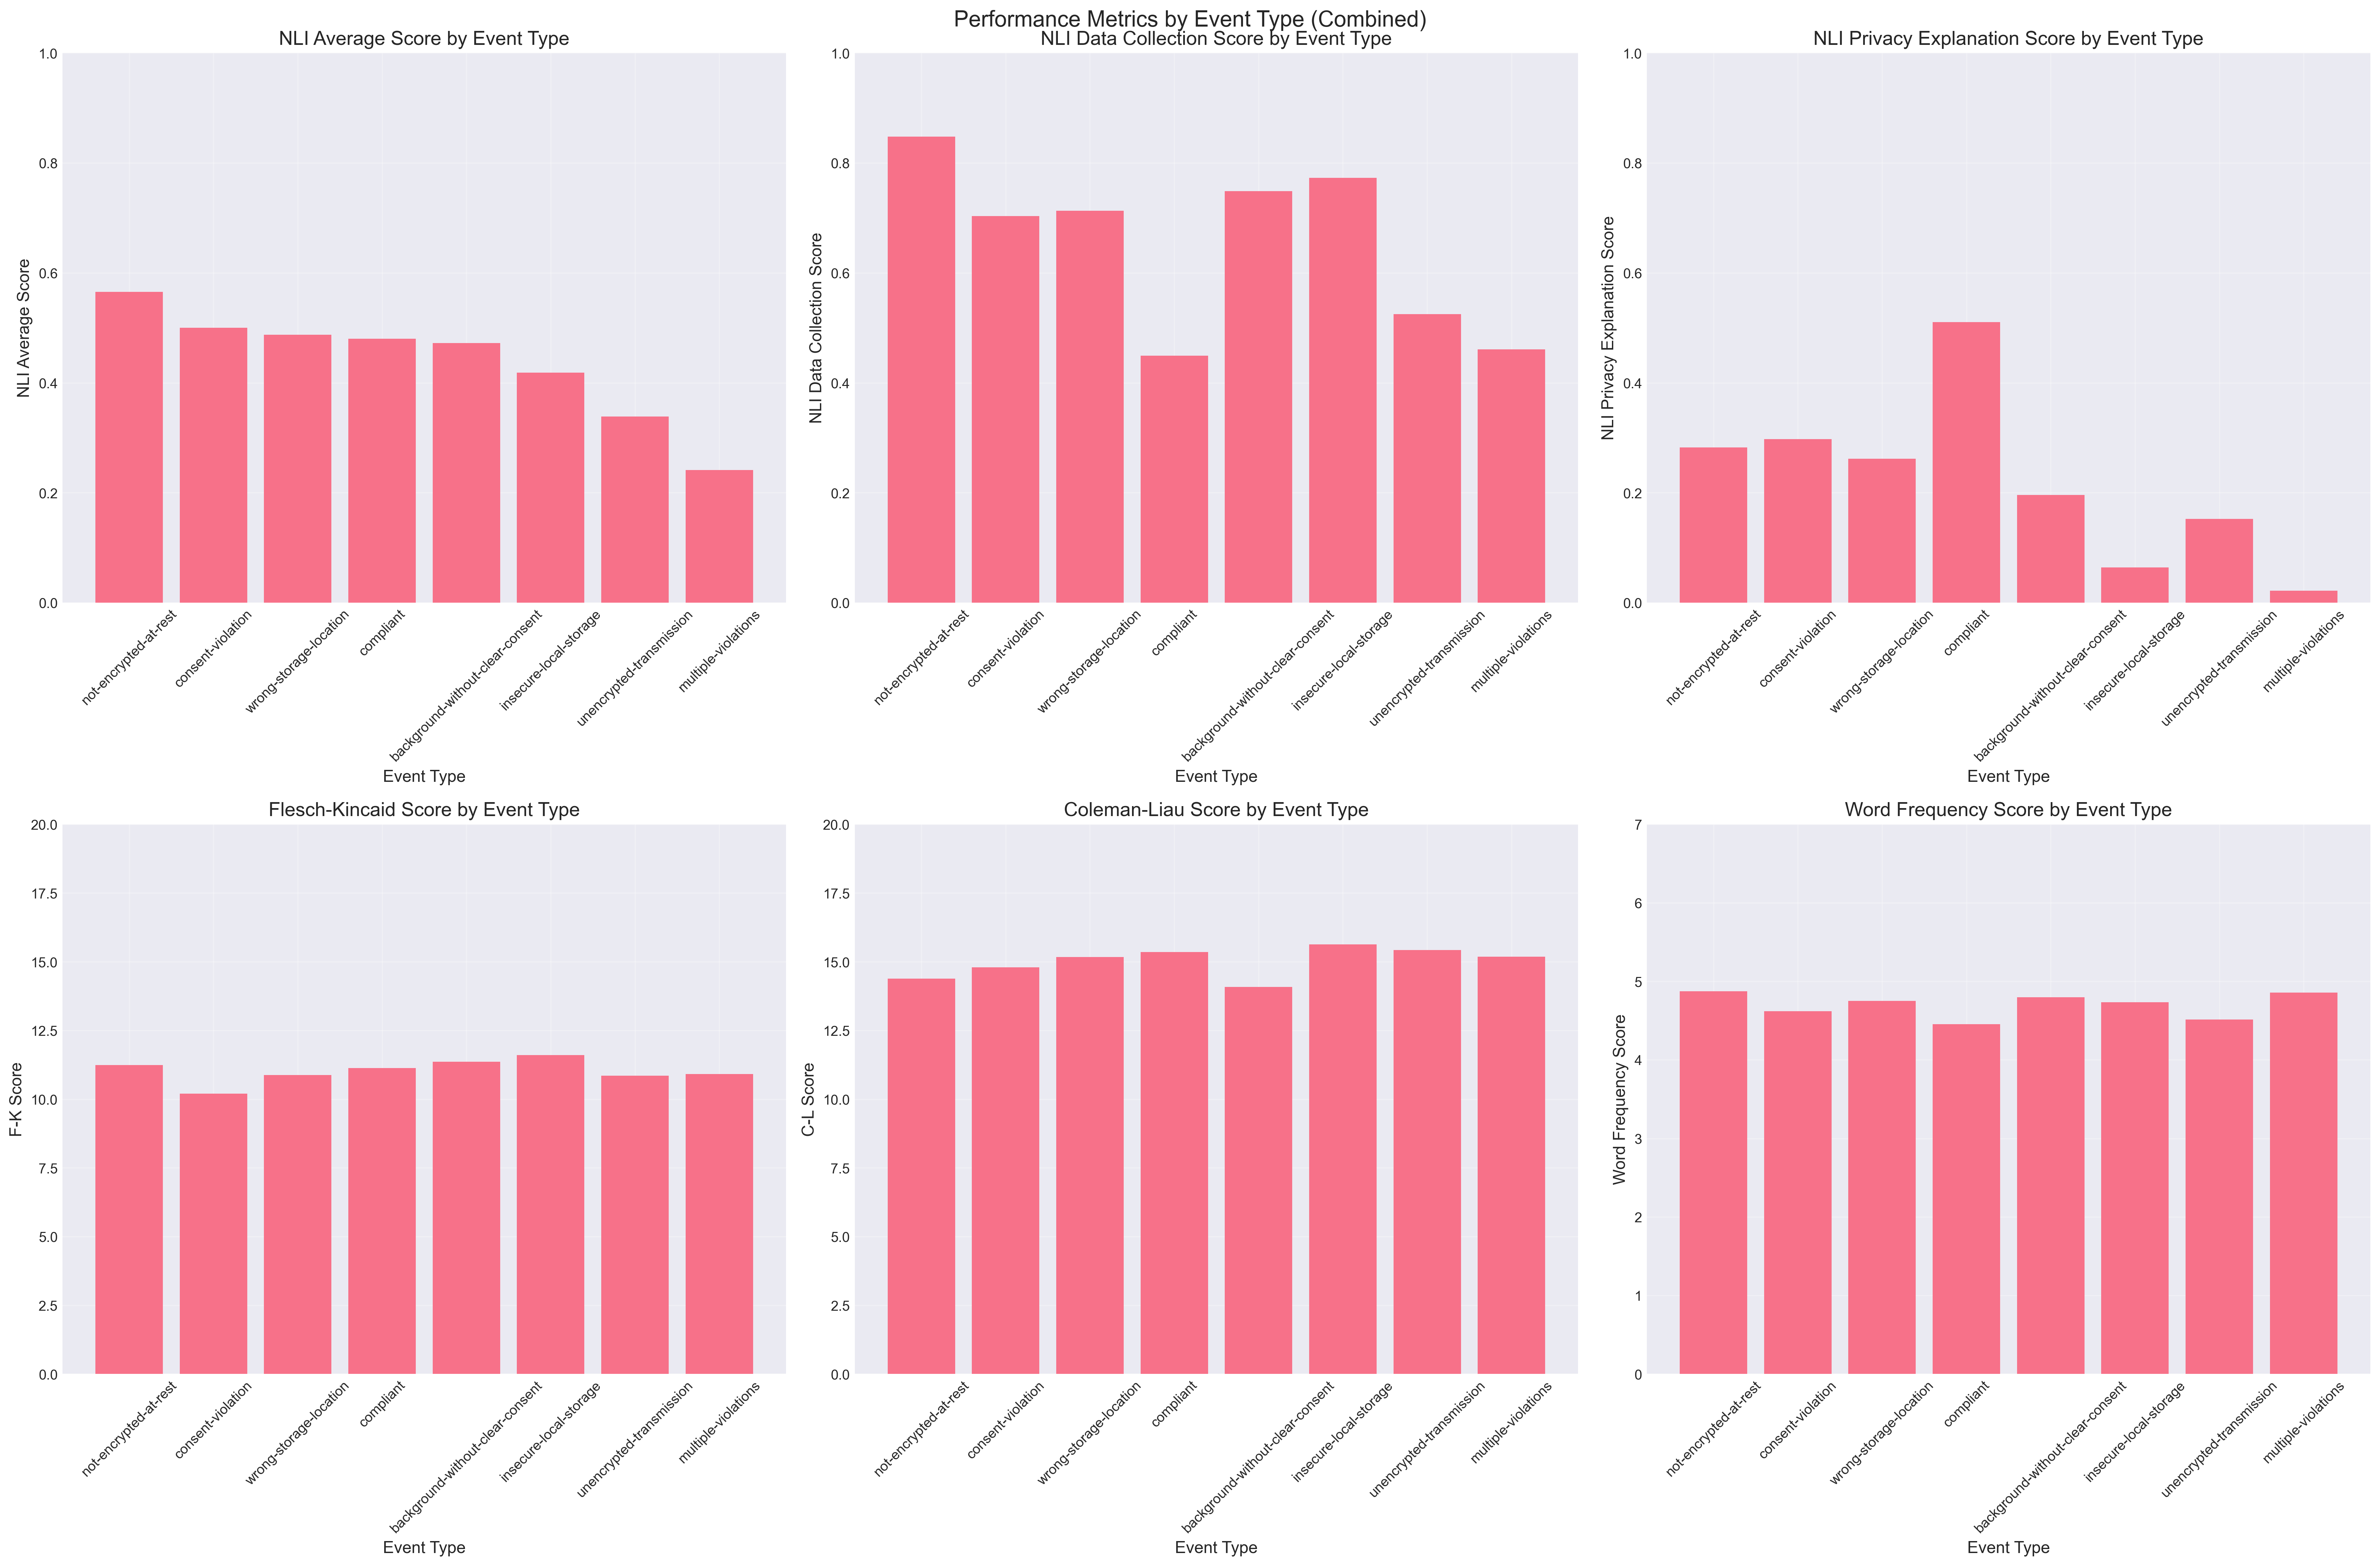 Performance Metrics by Event Type (Combined)
NLI Average Score by Event Type
NLI Average Score
1.0
0.8
0.6
0.4
0.2
0.0
not-encrypted-at-rest
consent-violation
wrong-storage-location
compliant
background-without-clear-consent
insecure-local-storage
unencrypted-transmission
multiple-violations
Event Type
NLI Data Collection Score by Event Type
NLI Data Collection Score
1.0
0.8
0.6
0.4
0.2
0.0
not-encrypted-at-rest
consent-violation
wrong-storage-location
compliant
background-without-clear-consent
insecure-local-storage
unencrypted-transmission
multiple-violations
Event Type
NLI Privacy Explanation Score by Event Type
NLI Privacy Explanation Score
1.0
0.8
0.6
0.4
0.2
0.0
not-encrypted-at-rest
consent-violation
wrong-storage-location
compliant
background-without-clear-consent
insecure-local-storage
unencrypted-transmission
multiple-violations
Event Type
Flesch-Kincaid Score by Event Type
F-K Score
20.0
17.5
15.0
12.5
10.0
7.5
5.0
2.5
0.0
not-encrypted-at-rest
consent-violation
wrong-storage-location
compliant
background-without-clear-consent
insecure-local-storage
unencrypted-transmission
multiple-violations
Event Type
Coleman-Liau Score by Event Type
C-L Score
20.0
17.5
15.0
12.5
10.0
7.5
5.0
2.5
0.0
not-encrypted-at-rest
consent-violation
wrong-storage-location
compliant
background-without-clear-consent
insecure-local-storage
unencrypted-transmission
multiple-violations
Event Type
Word Frequency Score by Event Type
Word Frequency Score
7
6
5
4
3
2
1
0
not-encrypted-at-rest
consent-violation
wrong-storage-location
compliant
background-without-clear-consent
insecure-local-storage
unencrypted-transmission
multiple-violations
Event Type